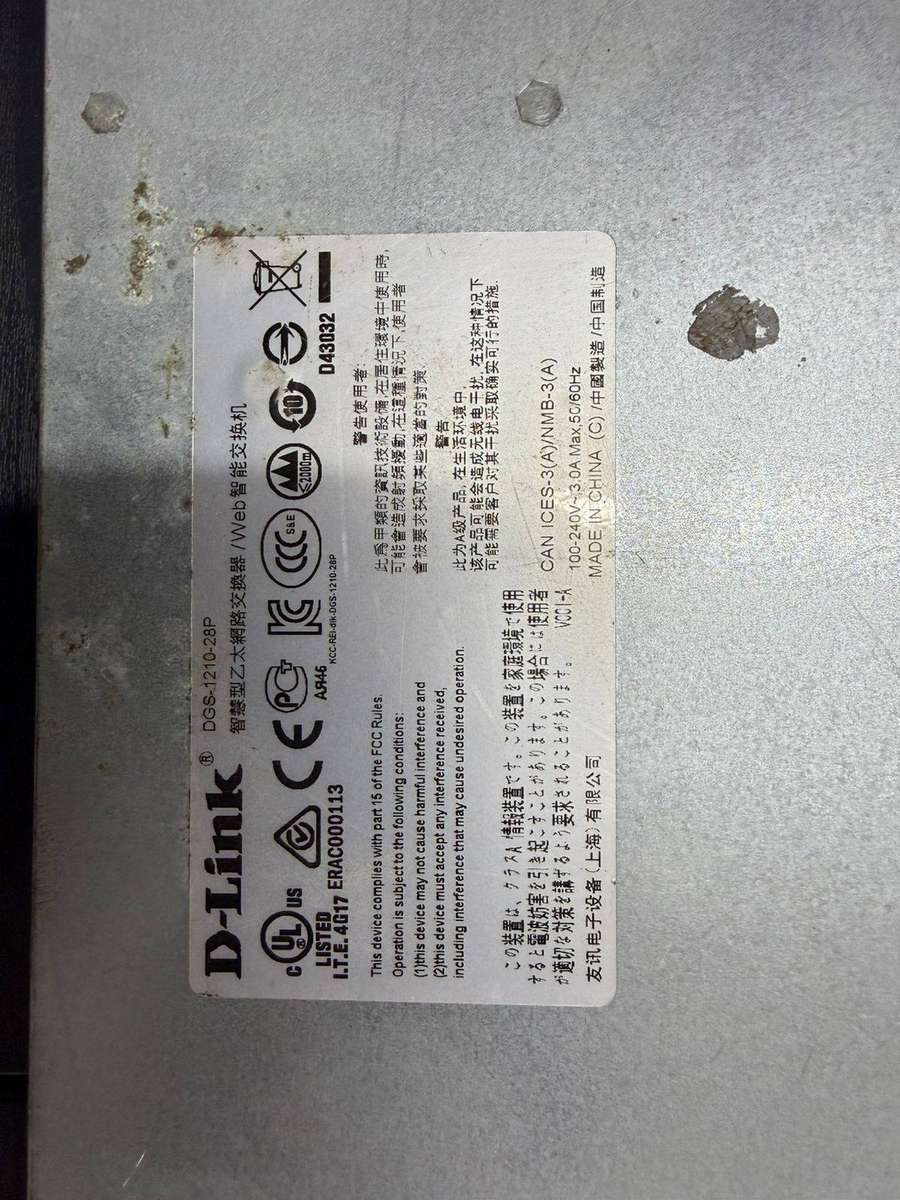 D-Link® DGS-1210-28P
智慧型乙太網路交換器 / Web智能交换机
C UL US
LISTED
I.T.E. 4G17 ERAC000113
A846
KCC-REI-dlk-DGS-1210-28P
CCC S&E
≤2000m
10
D43032
This device complies with part 15 of the FCC Rules.
Operation is subject to the following conditions:
(1)this device may not cause harmful interference and
(2)this device must accept any interference received,
including interference that may cause undesired operation.
警告使用者:
此為甲類的資訊技術設備,在居住環境中使用時,
可能會造成射頻擾動,在這種情況下,使用者
會被要求採取某些適當的對策.
警告
此为A级产品,在生活环境中,
该产品可能会造成无线电干扰,在这种情况下
可能需要客户对其干扰采取确实可行的措施.
この装置は、クラスA 情報装置です。この装置を家庭環境で使用
すると電波妨害を引き起こすことがあります。この場合には使用者
が適切な対策を講するよう要求されることがあります。 VCCI-A
CAN ICES-3(A)/NMB-3(A)
100-240V~3.0A.Max,50/60Hz
友讯电子设备(上海)有限公司
MADE IN CHINA (C) /中國製造 /中国制造